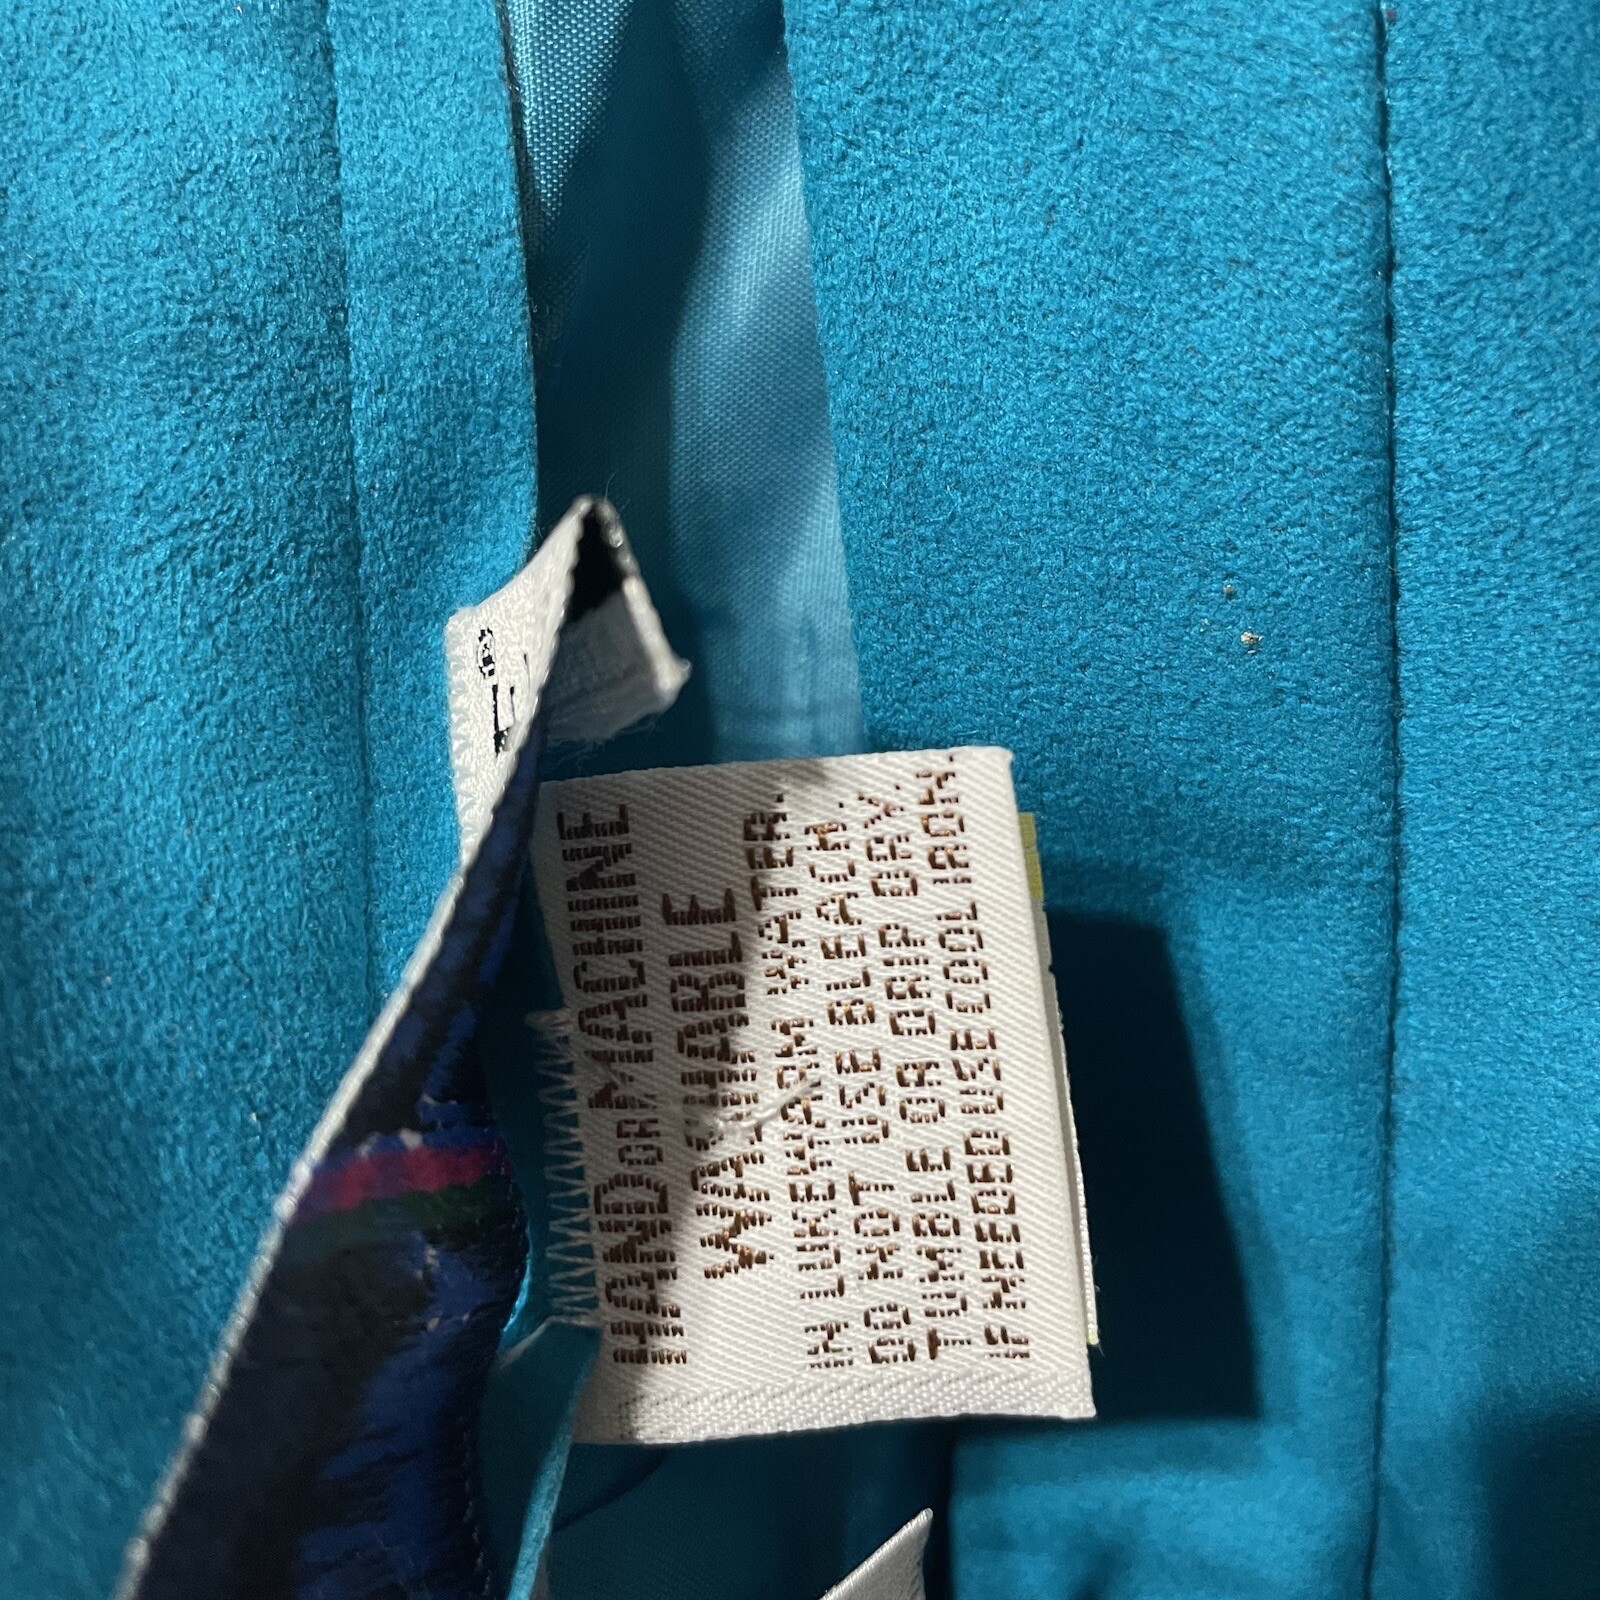 HAND OR MACHINE
WASHABLE
IN LUKEWARM WATER.
DO NOT USE BLEACH.
TUMBLE OR DRIP DRY.
IF NEEDED USE COOL IRON.